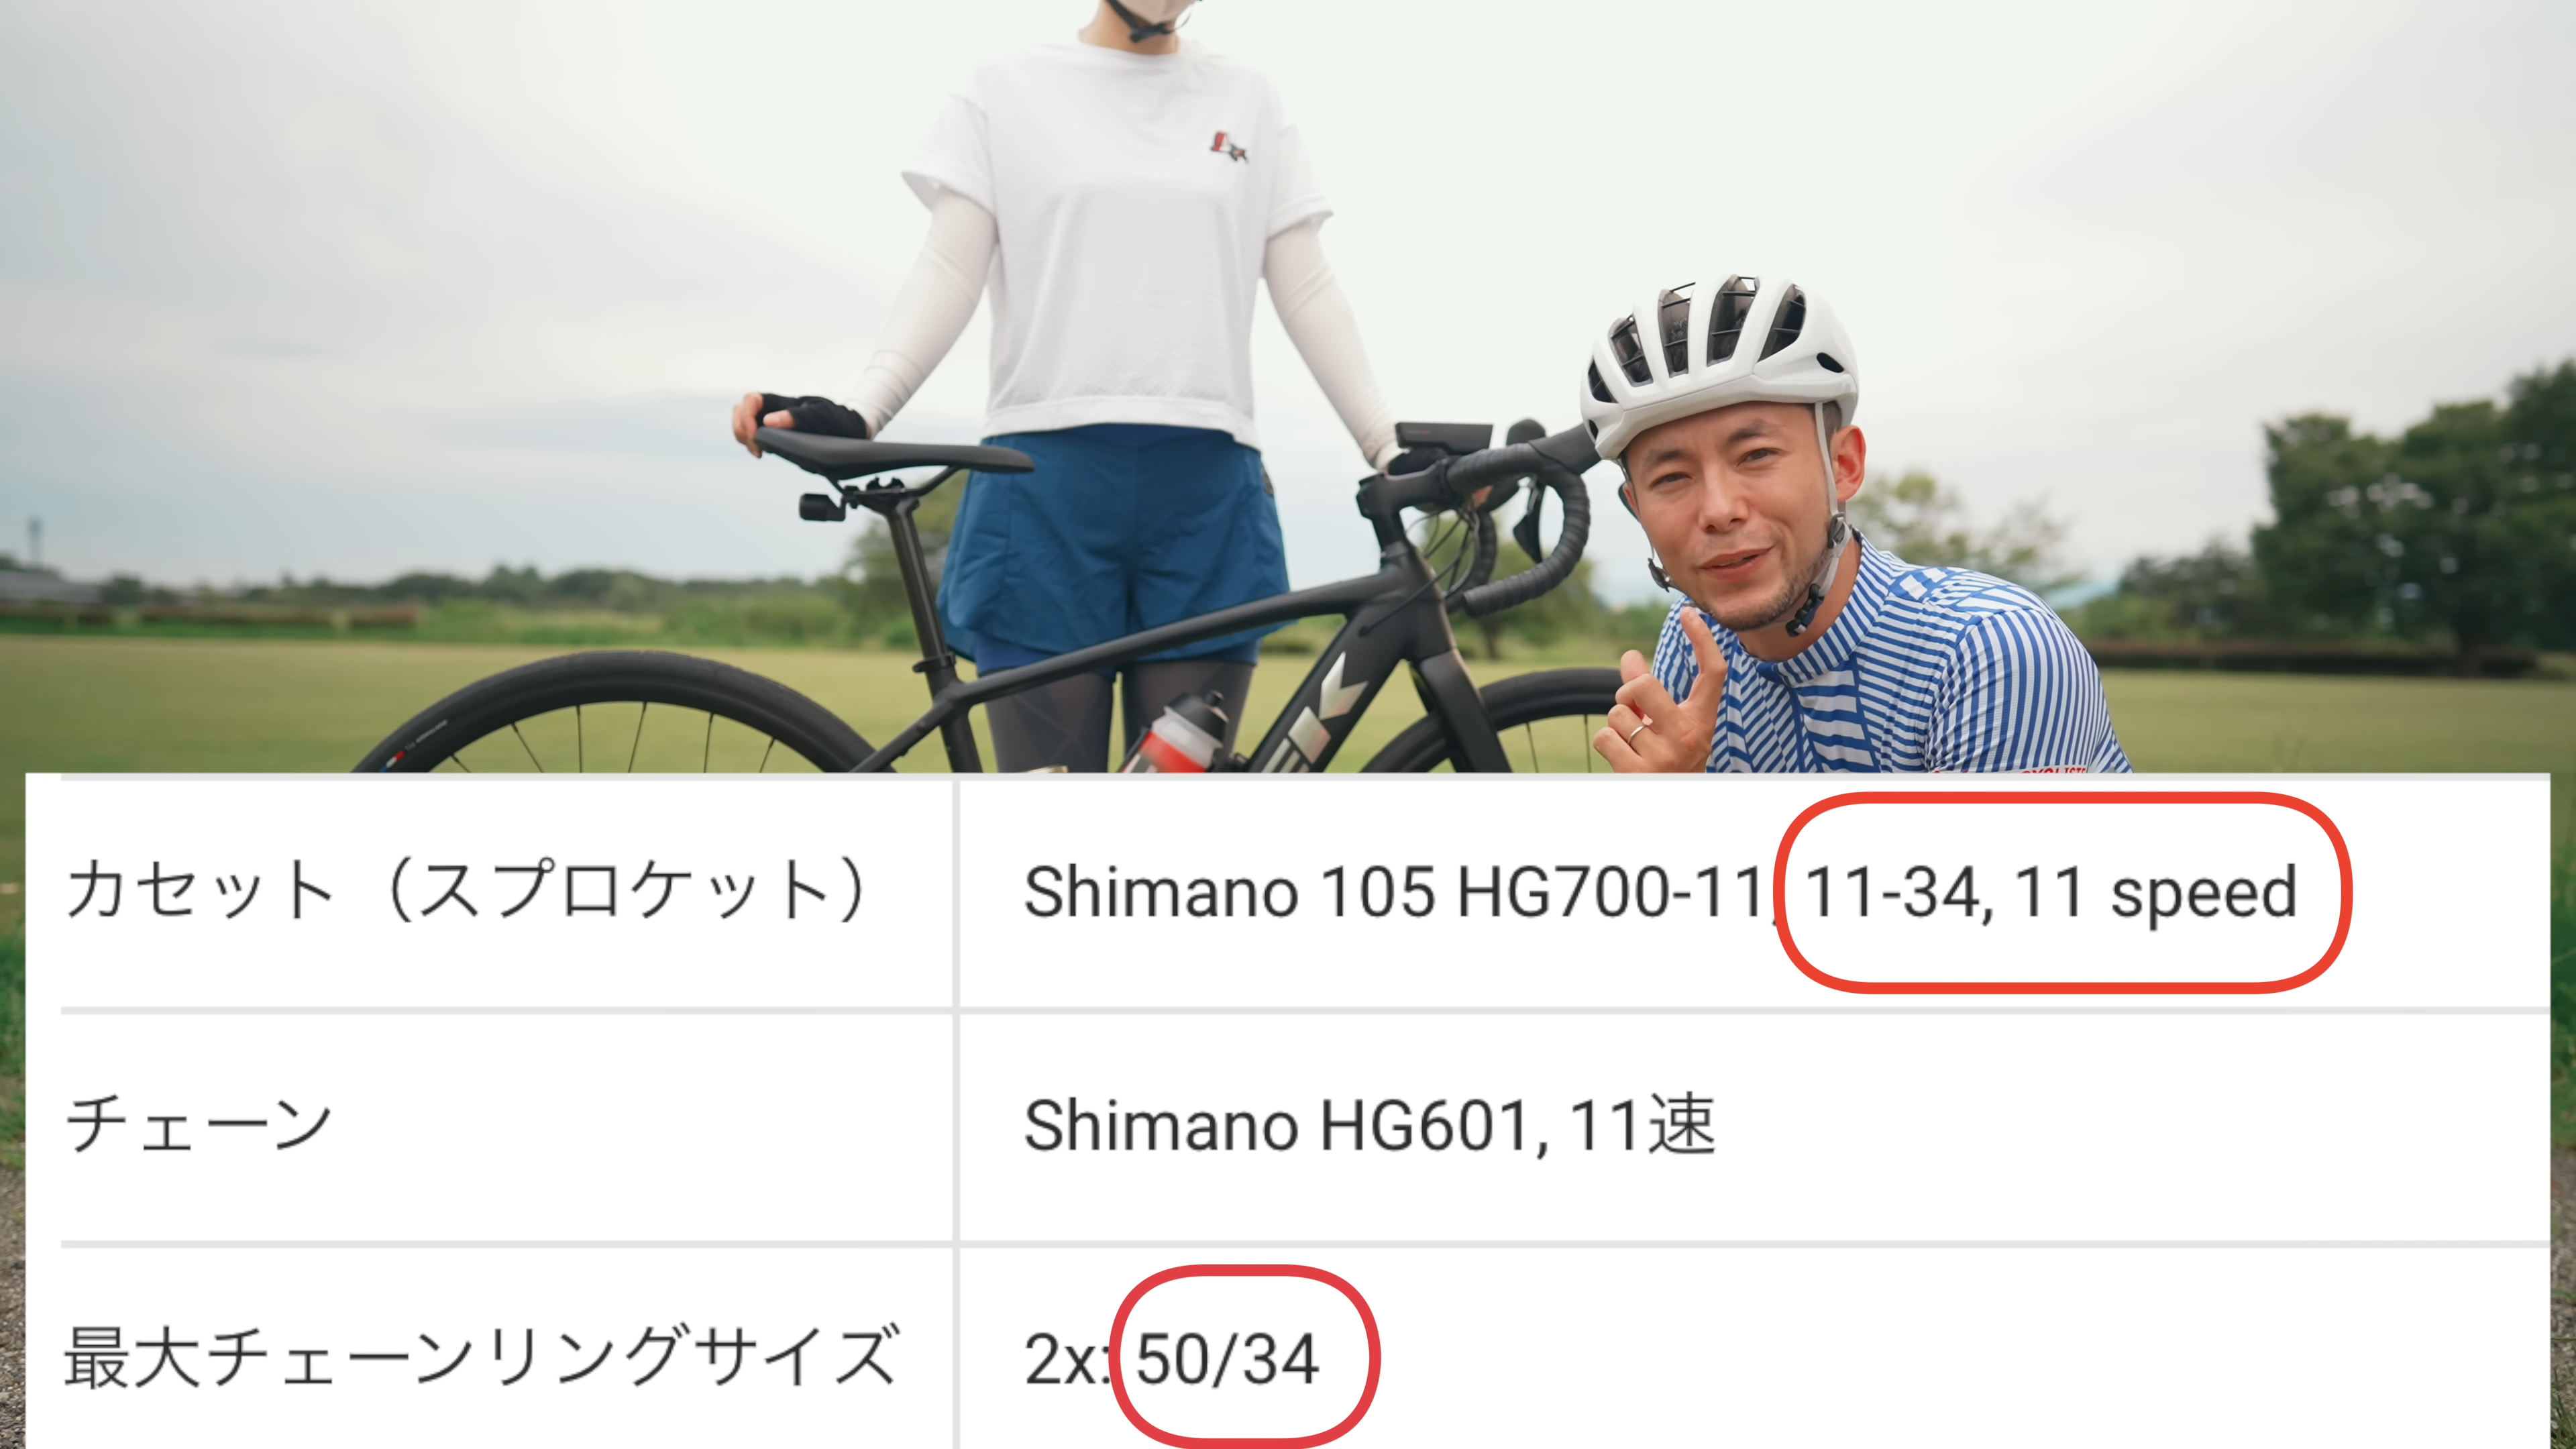 カセット（スプロケット）
Shimano 105 HG700-11, 11-34, 11 speed
チェーン
Shimano HG601, 11速
最大チェーンリングサイズ
2x: 50/34